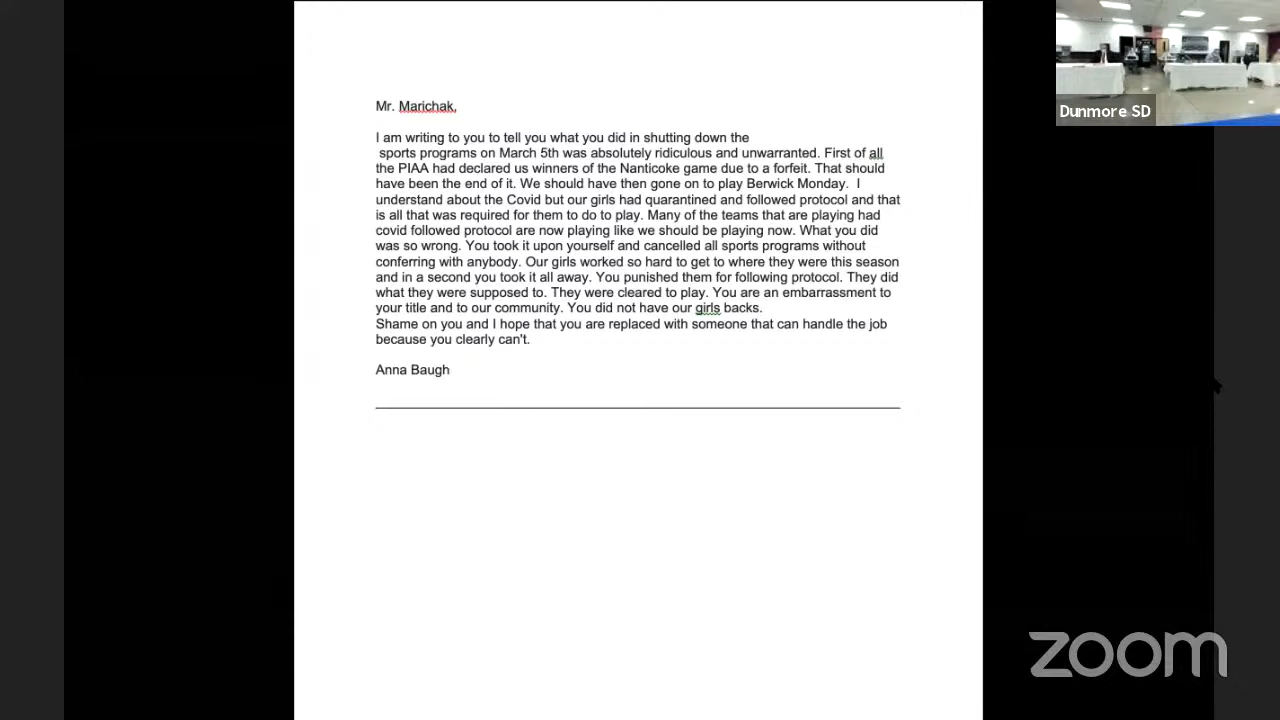 Mr. Marichak,
I am writing to you to tell you what you did in shutting down the
sports programs on March 5th was absolutely ridiculous and unwarranted. First of all
the PIAA had declared us winners of the Nanticoke game due to a forfeit. That should
have been the end of it. We should have then gone on to play Berwick Monday. I
understand about the Covid but our girls had quarantined and followed protocol and that
is all that was required for them to do to play. Many of the teams that are playing had
covid followed protocol are now playing like we should be playing now. What you did
was so wrong. You took it upon yourself and cancelled all sports programs without
conferring with anybody. Our girls worked so hard to get to where they were this season
and in a second you took it all away. You punished them for following protocol. They did
what they were supposed to. They were cleared to play. You are an embarrassment to
your title and to our community. You did not have our girls backs.
Shame on you and I hope that you are replaced with someone that can handle the job
because you clearly can't.
Anna Baugh
Dunmore SD
zoom